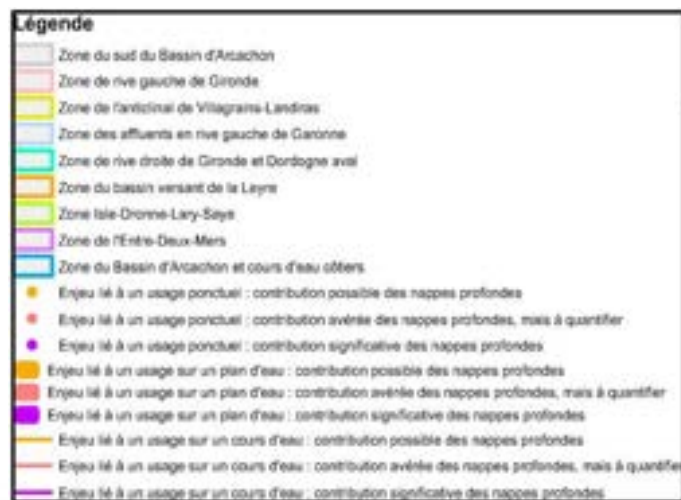 Légende
Zone du sud du Bassin d'Arcachon
Zone de rive gauche de Gironde
Zone de l'anticlinal de Villagrains-Landiras
Zone des affluents en rive gauche de Garonne
Zone de rive droite de Gironde et Dordogne aval
Zone du bassin versant de la Leyre
Zone Isle-Dronne-Lary-Saye
Zone de l'Entre-Deux-Mers
Zone du Bassin d'Arcachon et cours d'eau côtiers
Enjeu lié à un usage ponctuel : contribution possible des nappes profondes
Enjeu lié à un usage ponctuel : contribution avérée des nappes profondes, mais à quantifier
Enjeu lié à un usage ponctuel : contribution significative des nappes profondes
Enjeu lié à un usage sur un plan d'eau : contribution possible des nappes profondes
Enjeu lié à un usage sur un plan d'eau : contribution avérée des nappes profondes, mais à quantifier
Enjeu lié à un usage sur un plan d'eau : contribution significative des nappes profondes
Enjeu lié à un usage sur un cours d'eau : contribution possible des nappes profondes
Enjeu lié à un usage sur un cours d'eau : contribution avérée des nappes profondes, mais à quantifier
Enjeu lié à un usage sur un cours d'eau : contribution significative des nappes profondes